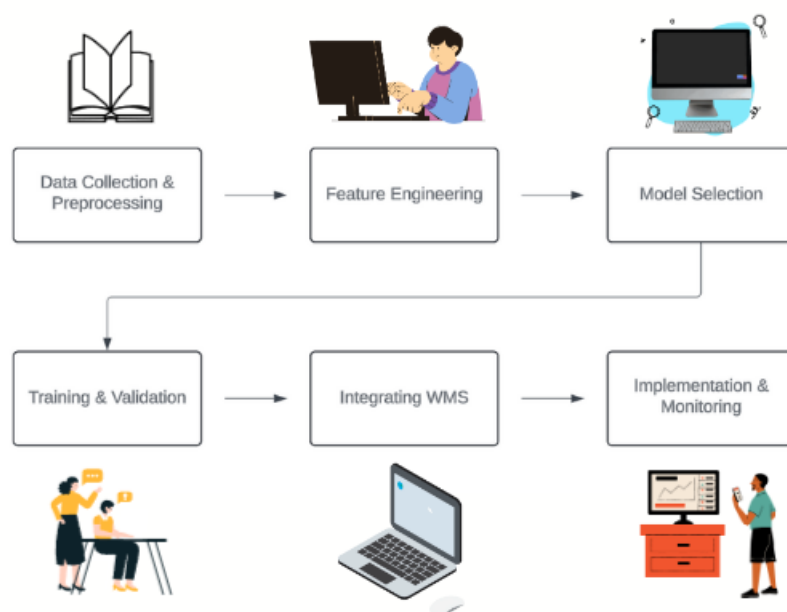 Data Collection &
Preprocessing
Feature Engineering
Model Selection
Training & Validation
Integrating WMS
Implementation &
Monitoring